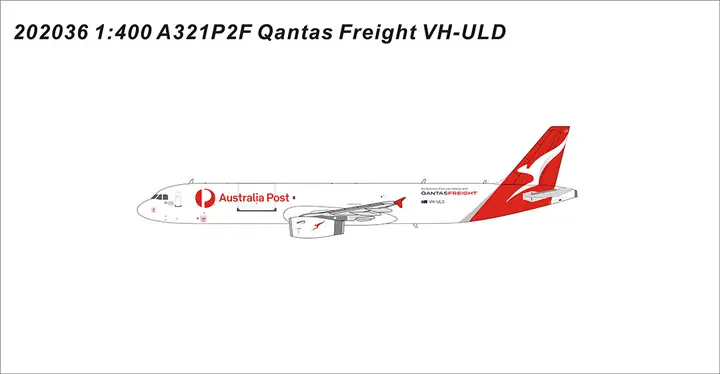 202036 1:400 A321P2F Qantas Freight VH-ULD
Australia Post
QANTASFREIGHT
VH-ULD